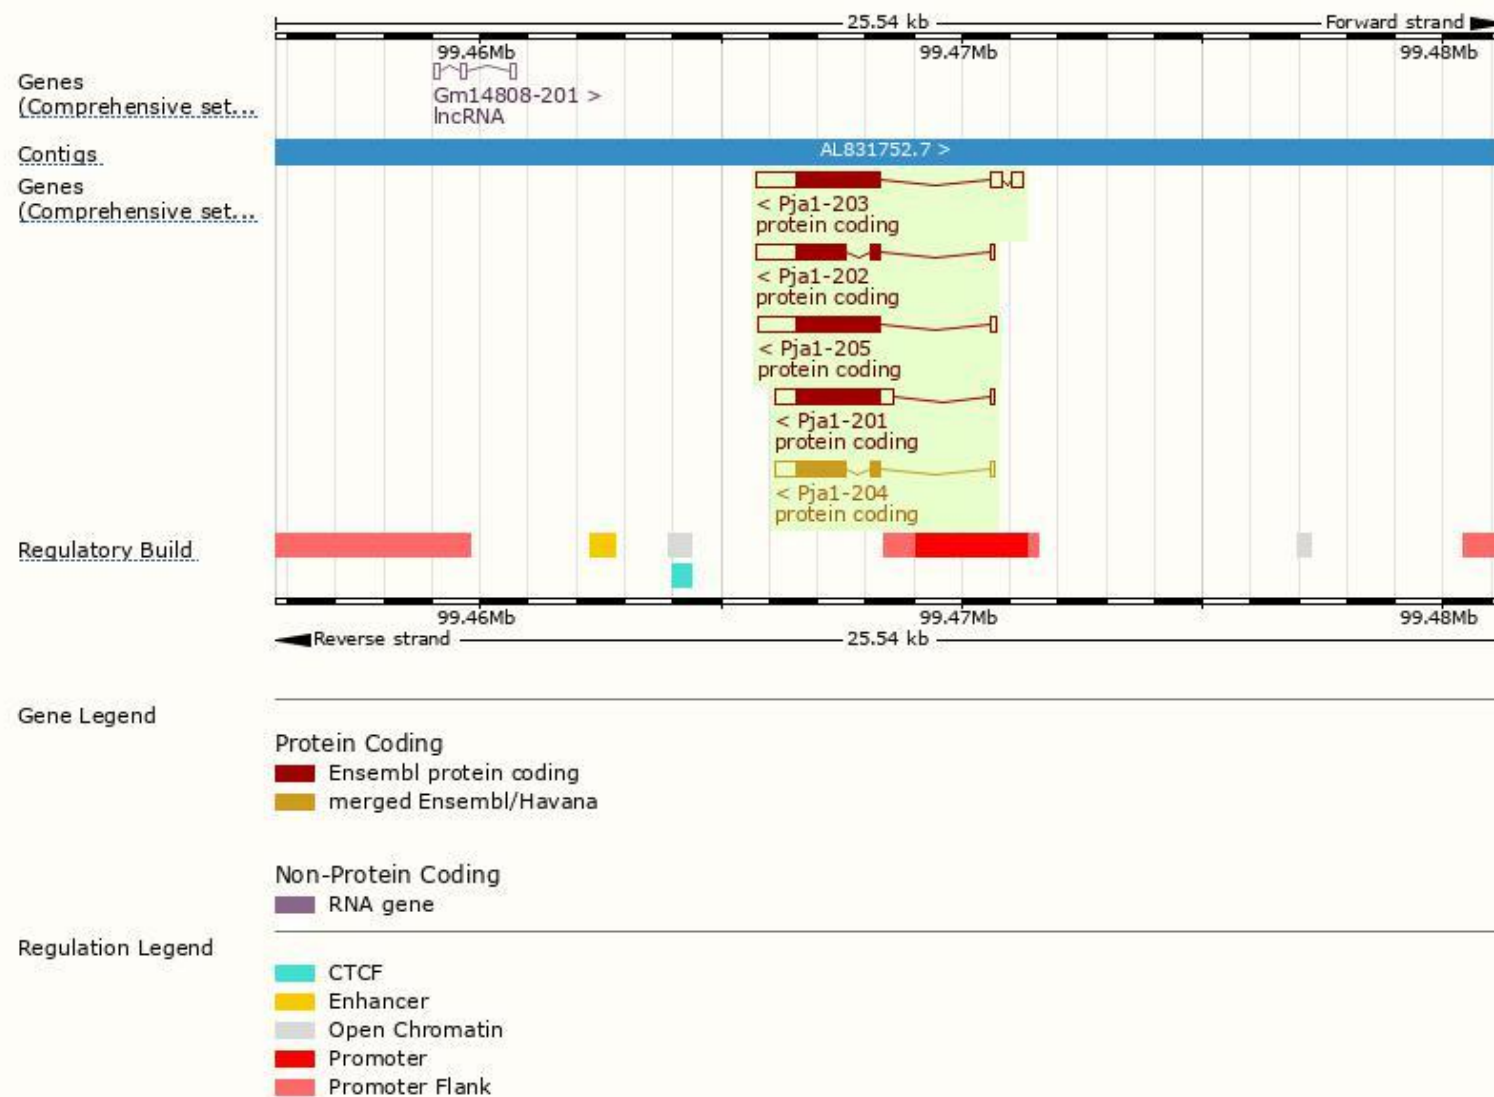 25.54 kb Forward strand
99.46Mb 99.47Mb 99.48Mb
Genes
(Comprehensive set...
Gm14808-201 >
lncRNA
Contigs
AL831752.7 >
Genes
(Comprehensive set...
< Pja1-203
protein coding
< Pja1-202
protein coding
< Pja1-205
protein coding
< Pja1-201
protein coding
< Pja1-204
protein coding
Regulatory Build
99.46Mb 99.47Mb 99.48Mb
Reverse strand 25.54 kb
Gene Legend
Protein Coding
Ensembl protein coding
merged Ensembl/Havana
Non-Protein Coding
RNA gene
Regulation Legend
CTCF
Enhancer
Open Chromatin
Promoter
Promoter Flank